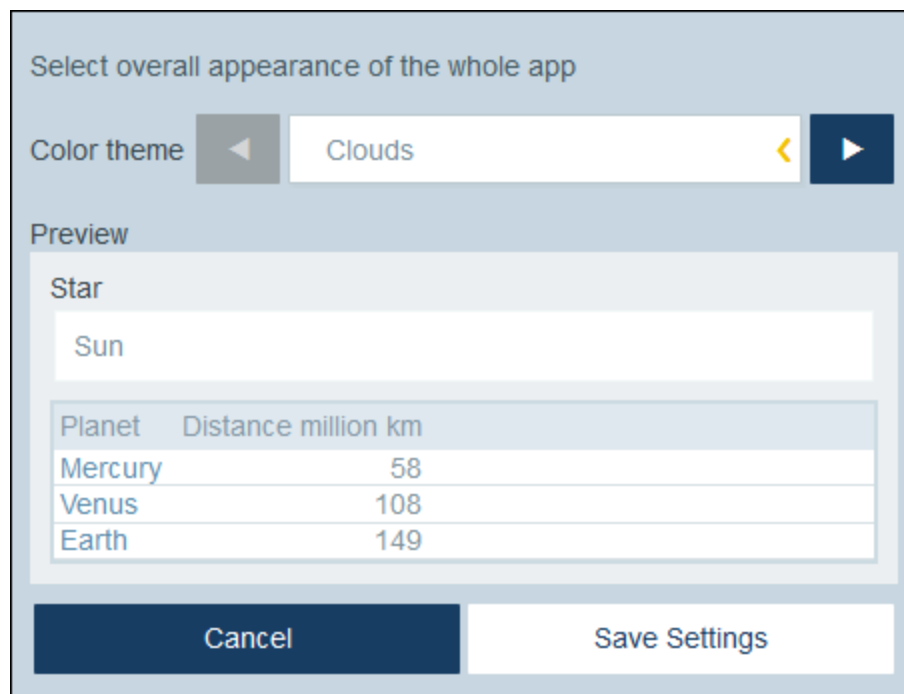 Select overall appearance of the whole app
Color theme Clouds
Preview
Star
Sun
Planet Distance million km
Mercury 58
Venus 108
Earth 149
Cancel Save Settings